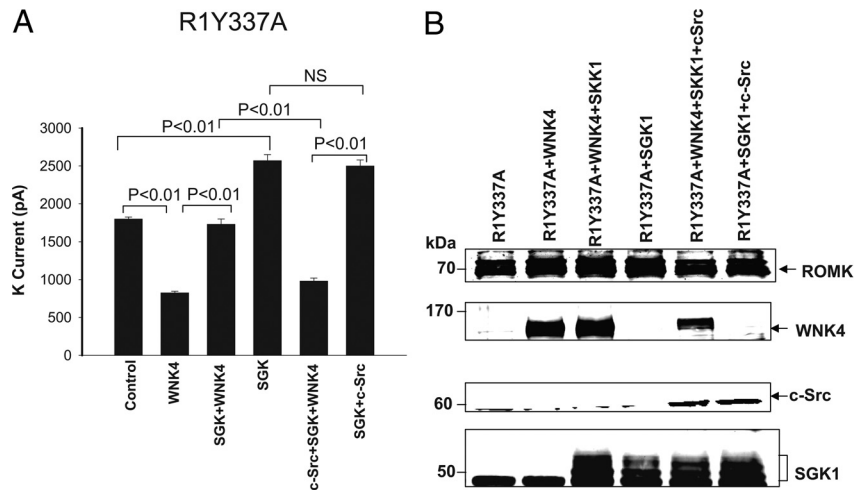 A
R1Y337A
NS
P<0.01
P<0.01
P<0.01
P<0.01
P<0.01
K Current (pA)
3000
2500
2000
1500
1000
500
0
Control
WNK4
SGK+WNK4
SGK
c-Src+SGK+WNK4
SGK+c-Src
B
R1Y337A
R1Y337A+WNK4
R1Y337A+WNK4+SKK1
R1Y337A+SGK1
R1Y337A+WNK4+SKK1+cSrc
R1Y337A+SGK1+c-Src
kDa
70
ROMK
170
WNK4
60
c-Src
50
SGK1